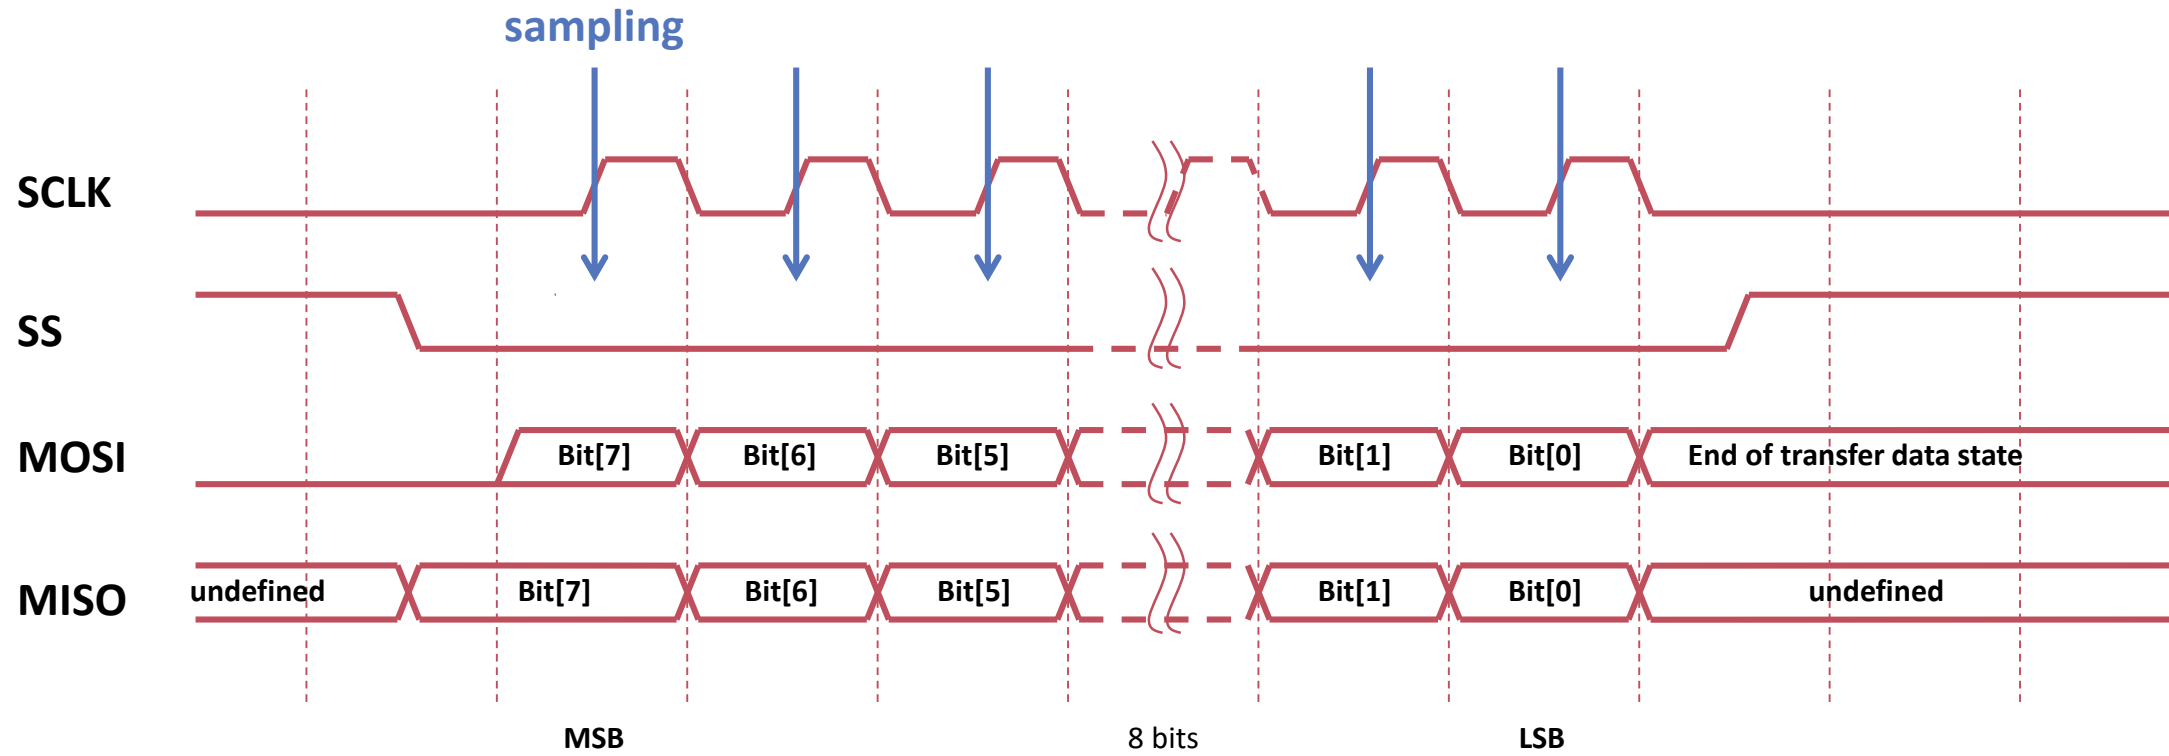 sampling
SCLK
SS
MOSI
Bit[7]
Bit[6]
Bit[5]
Bit[1]
Bit[0]
End of transfer data state
MISO
undefined
Bit[7]
Bit[6]
Bit[5]
Bit[1]
Bit[0]
undefined
MSB
8 bits
LSB